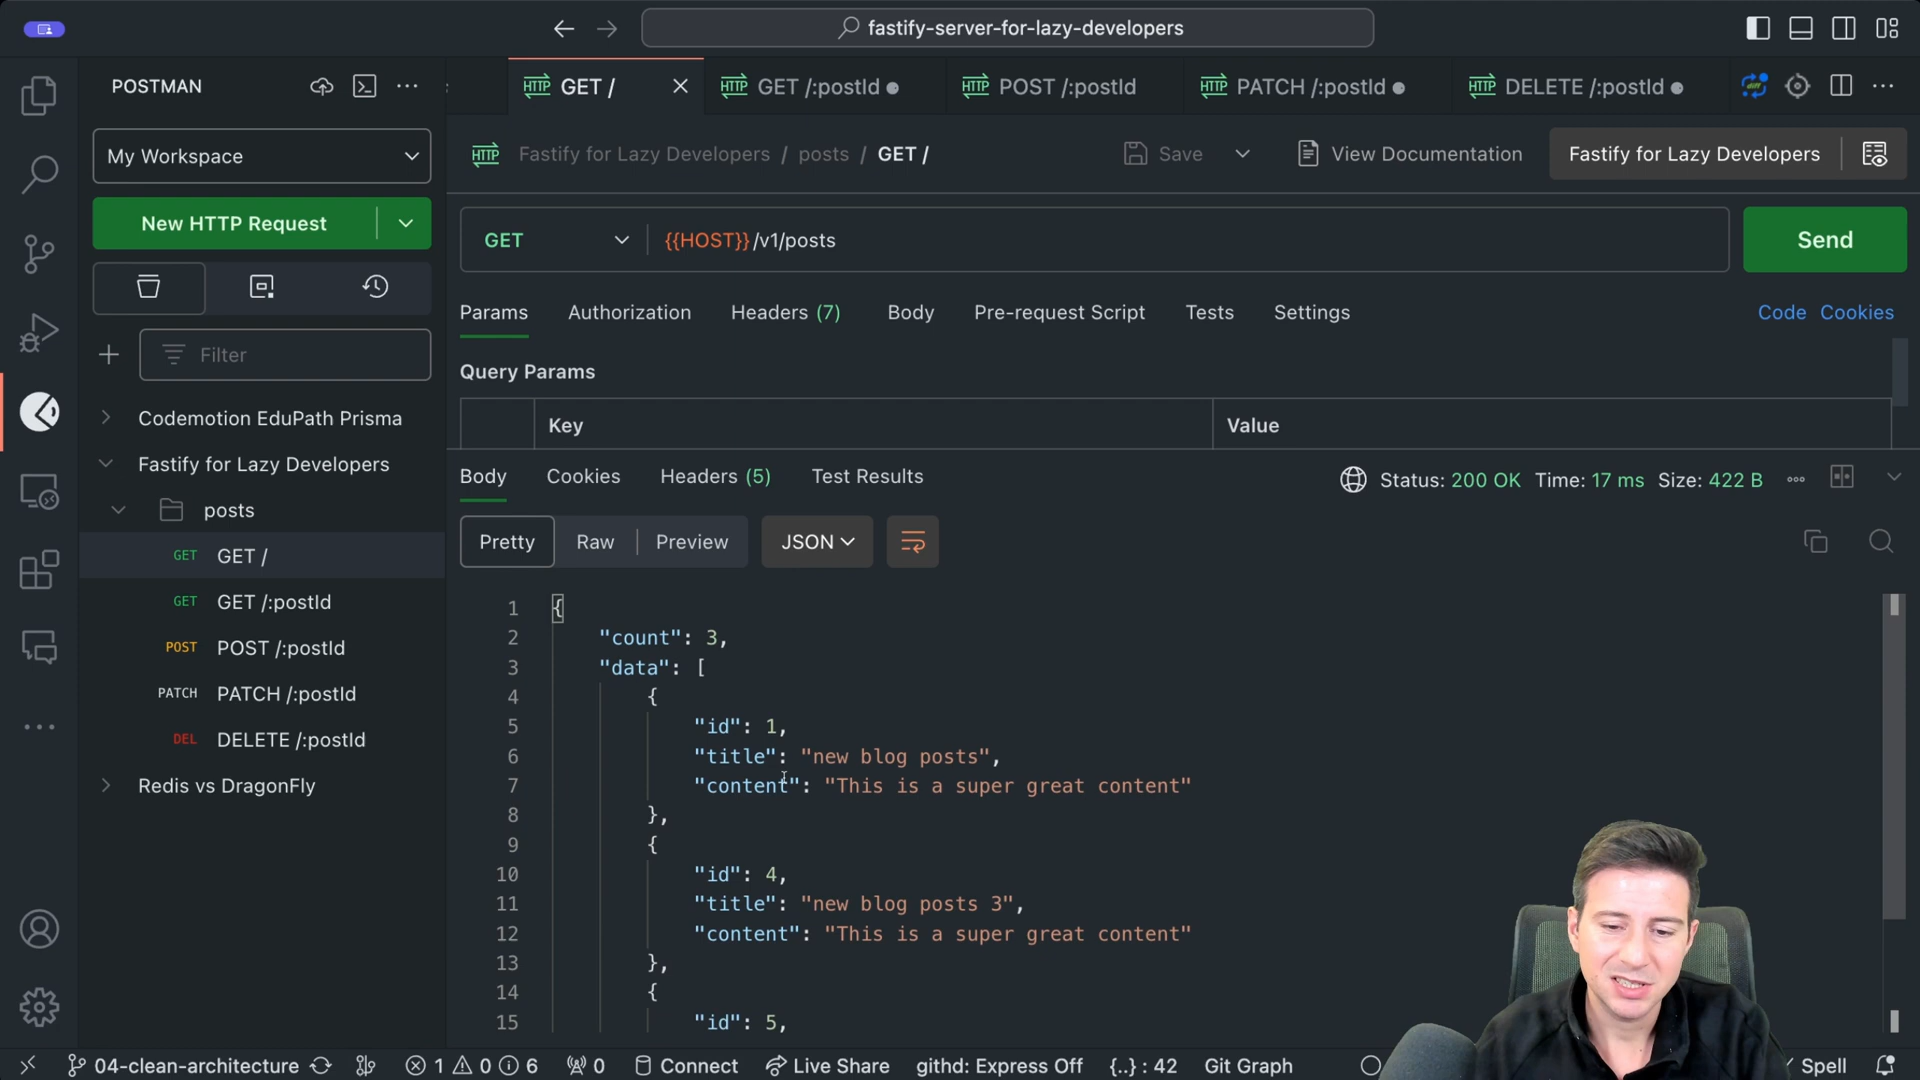 fastify-server-for-lazy-developers
POSTMAN
HTTP GET /
HTTP GET /:postId
HTTP POST /:postId
HTTP PATCH /:postId
HTTP DELETE /:postId
My Workspace
HTTP Fastify for Lazy Developers / posts / GET /
Save
View Documentation
Fastify for Lazy Developers
New HTTP Request
GET
{{HOST}}/v1/posts
Send
Params
Authorization
Headers (7)
Body
Pre-request Script
Tests
Settings
Code
Cookies
Filter
Query Params
Key
Value
Codemotion EduPath Prisma
Fastify for Lazy Developers
posts
GET GET /
GET GET /:postId
POST POST /:postId
PATCH PATCH /:postId
DEL DELETE /:postId
Redis vs DragonFly
Body
Cookies
Headers (5)
Test Results
Status: 200 OK Time: 17 ms Size: 422 B
Pretty
Raw
Preview
JSON
1 {
2 "count": 3,
3 "data": [
4 {
5 "id": 1,
6 "title": "new blog posts",
7 "content": "This is a super great content"
8 },
9 {
10 "id": 4,
11 "title": "new blog posts 3",
12 "content": "This is a super great content"
13 },
14 {
15 "id": 5,
04-clean-architecture
1
0
6
0
Connect
Live Share
githd: Express Off
{..} : 42
Git Graph
Spell